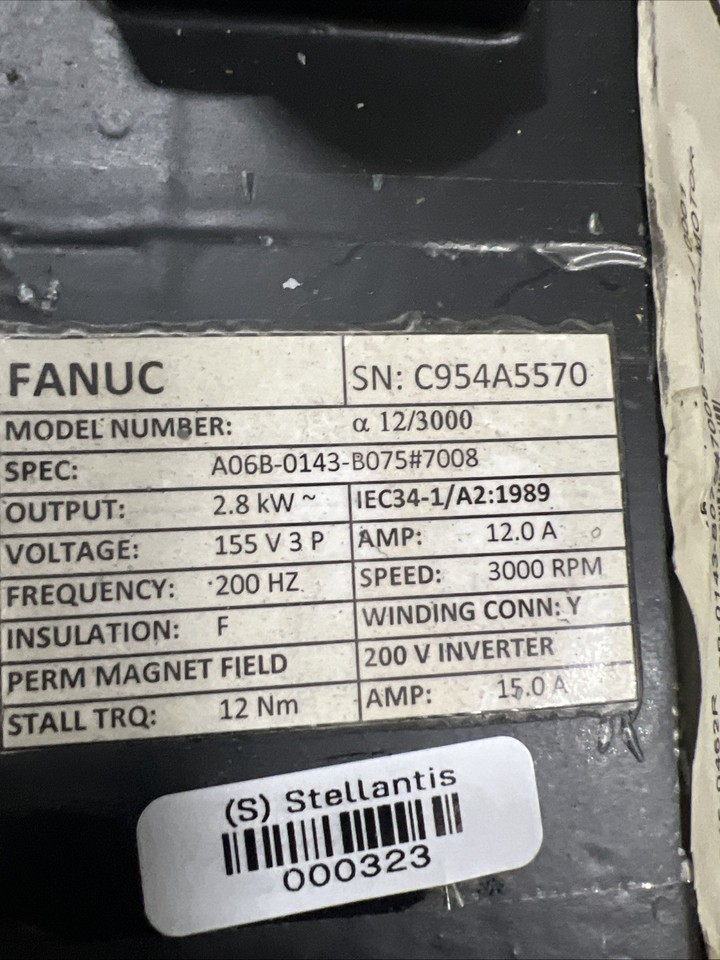 FANUC SN: C954A5570
MODEL NUMBER: α 12/3000
SPEC: A06B-0143-B075#7008
OUTPUT: 2.8 kW ~ IEC34-1/A2:1989
VOLTAGE: 155 V 3 P AMP: 12.0 A
FREQUENCY: 200 HZ SPEED: 3000 RPM
INSULATION: F WINDING CONN: Y
PERM MAGNET FIELD 200 V INVERTER
STALL TRQ: 12 Nm AMP: 15.0 A
(S) Stellantis
000323
MOTOR